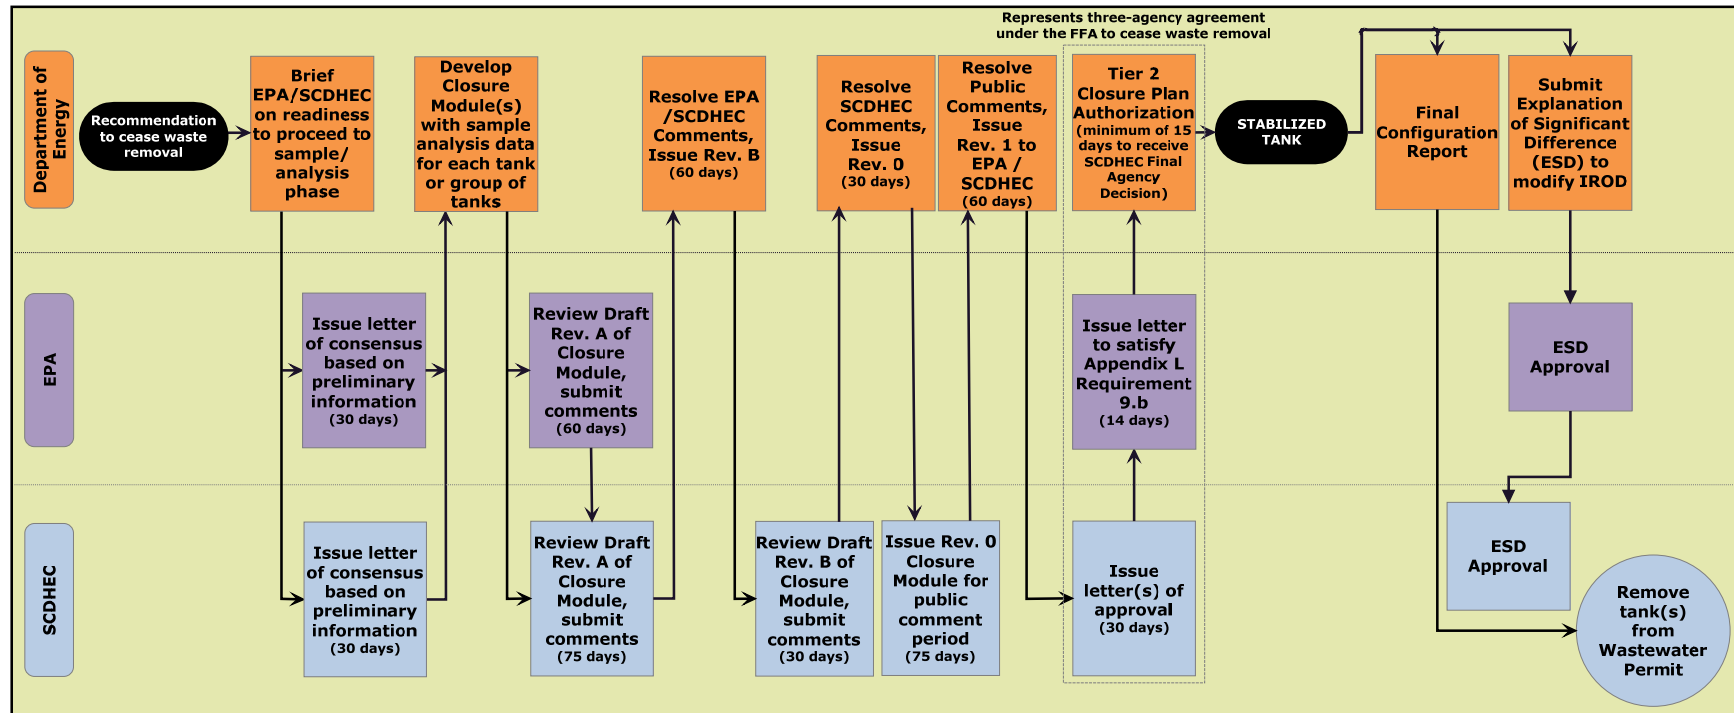 Represents three-agency agreement
under the FFA to cease waste removal
Department of
Energy
Recommendation
to cease waste
removal
Brief
EPA/SCDHEC
on readiness
to proceed to
sample/
analysis
phase
Develop
Closure
Module(s)
with sample
analysis data
for each tank
or group of
tanks
Resolve EPA
/SCDHEC
Comments,
Issue Rev. B
(60 days)
Resolve
SCDHEC
Comments,
Issue
Rev. 0
(30 days)
Resolve
Public
Comments,
Issue
Rev. 1 to
EPA /
SCDHEC
(60 days)
Tier 2
Closure Plan
Authorization
(minimum of 15
days to receive
SCDHEC Final
Agency
Decision)
STABILIZED
TANK
Final
Configuration
Report
Submit
Explanation
of Significant
Difference
(ESD) to
modify IROD
EPA
Issue letter
of consensus
based on
preliminary
information
(30 days)
Review Draft
Rev. A of
Closure
Module,
submit
comments
(60 days)
Issue letter
to satisfy
Appendix L
Requirement
9.b
(14 days)
ESD
Approval
SCDHEC
Issue letter
of consensus
based on
preliminary
information
(30 days)
Review Draft
Rev. A of
Closure
Module,
submit
comments
(75 days)
Review Draft
Rev. B of
Closure
Module,
submit
comments
(30 days)
Issue Rev. 0
Closure
Module for
public
comment
period
(75 days)
Issue
letter(s) of
approval
(30 days)
ESD
Approval
Remove
tank(s)
from
Wastewater
Permit